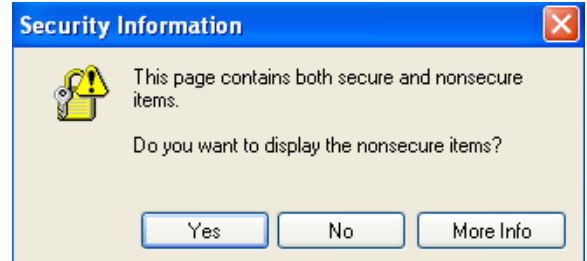 Security Information
This page contains both secure and nonsecure
items.
Do you want to display the nonsecure items?
Yes No More Info